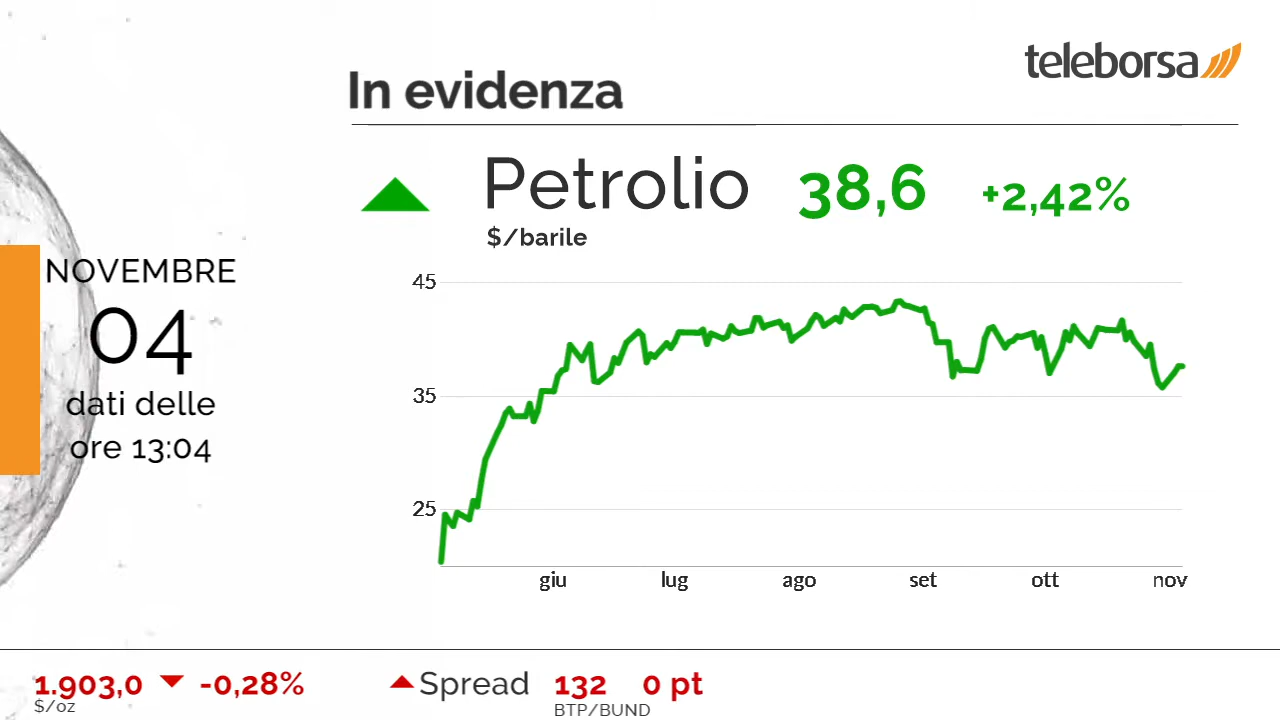 teleborsa
In evidenza
Petrolio 38,6 +2,42%
$/barile
NOVEMBRE
04
dati delle
ore 13:04
45
35
25
giu lug ago set ott nov
1.903,0 -0,28% Spread 132 0 pt
$/oz BTP/BUND